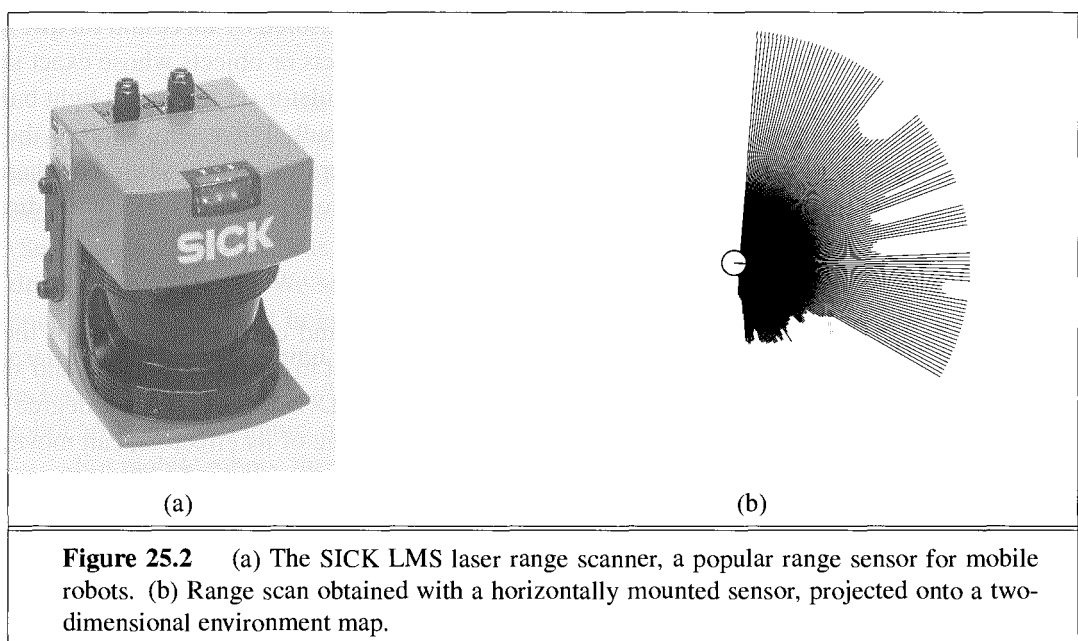 SICK
(a)
(b)
Figure 25.2 (a) The SICK LMS laser range scanner, a popular range sensor for mobile
robots. (b) Range scan obtained with a horizontally mounted sensor, projected onto a two-
dimensional environment map.